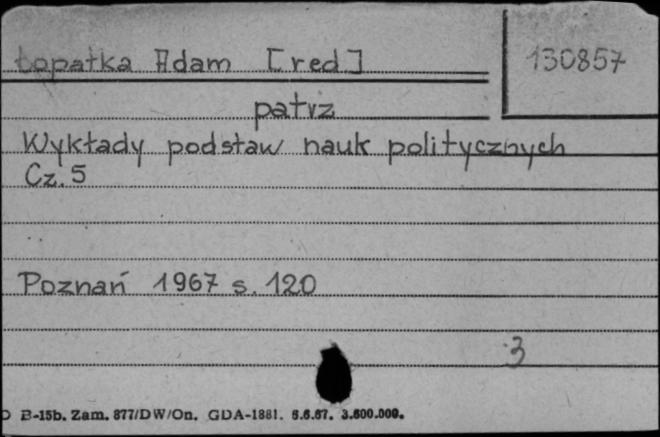 Łopatka Adam [red]
130857
patrz
Wykłady podstaw nauk politycznych
Cz. 5
Poznań 1967 s. 120
3
B-15b. Zam. 877/DW/On. GDA-1881. 6.6.67. 3.600.000.